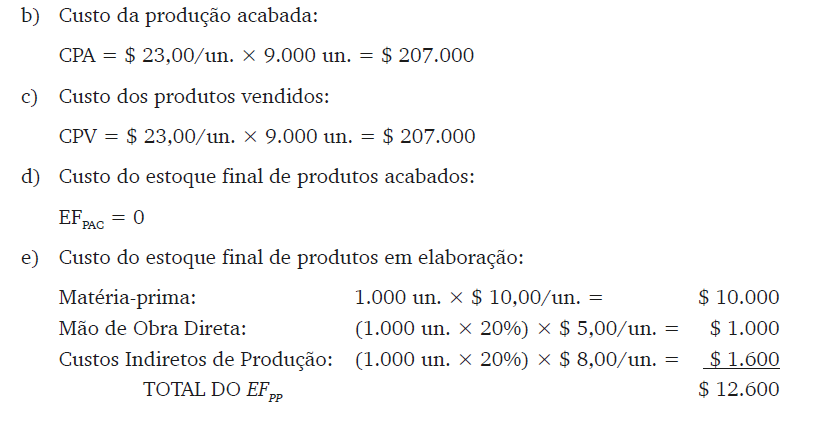 b) Custo da produção acabada:
CPA = $ 23,00/un. × 9.000 un. = $ 207.000
c) Custo dos produtos vendidos:
CPV = $ 23,00/un. × 9.000 un. = $ 207.000
d) Custo do estoque final de produtos acabados:
EF_PAC = 0
e) Custo do estoque final de produtos em elaboração:
Matéria-prima: 1.000 un. × $ 10,00/un. = $ 10.000
Mão de Obra Direta: (1.000 un. × 20%) × $ 5,00/un. = $ 1.000
Custos Indiretos de Produção: (1.000 un. × 20%) × $ 8,00/un. = $ 1.600
TOTAL DO EF_PP $ 12.600